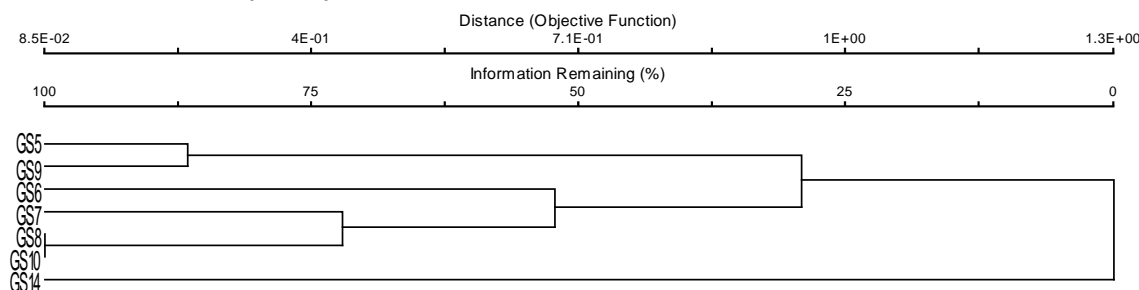 Distance (Objective Function)
8.5E-02 4E-01 7.1E-01 1E+00 1.3E+00
Information Remaining (%)
100 75 50 25 0
GS5
GS9
GS6
GS7
GS8
GS10
GS14